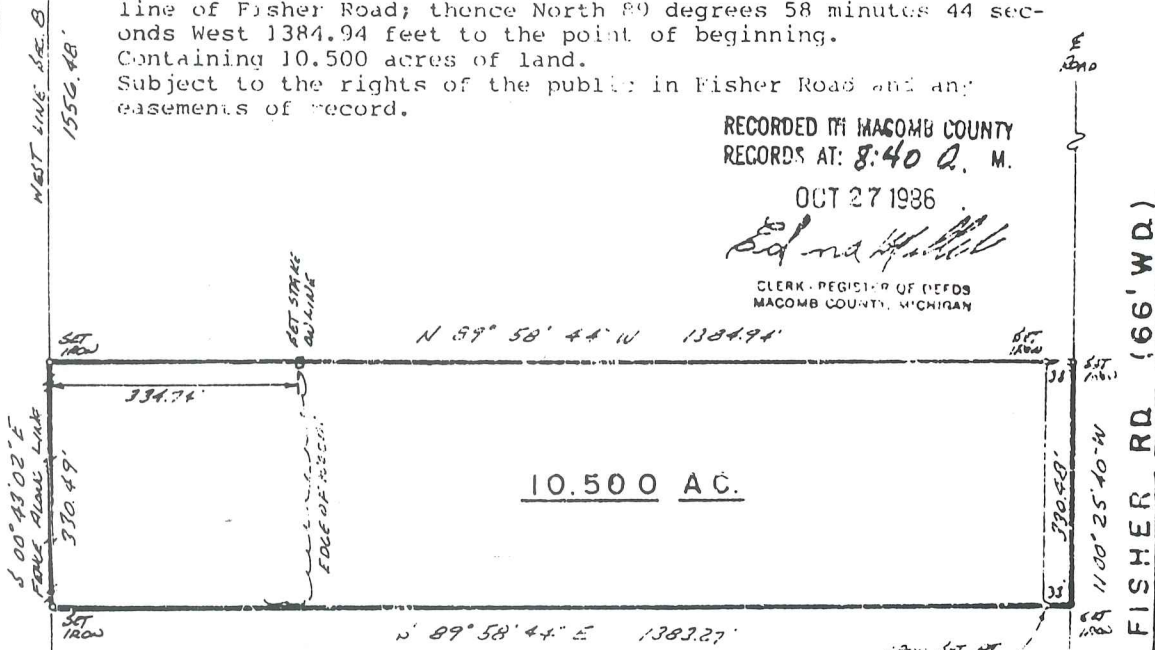 line of Fisher Road; thence North 89 degrees 58 minutes 44 sec-
onds West 1384.94 feet to the point of beginning.
Containing 10.500 acres of land.
Subject to the rights of the public in Fisher Road and any
easements of record.
WEST LINE SEC. 8
1556.48'
℄
ROAD
RECORDED IN MACOMB COUNTY
RECORDS AT: 8:40 A. M.
OCT 27 1986
CLERK - REGISTER OF DEEDS
MACOMB COUNTY, MICHIGAN
SET
IRON
SET STAKE
ON LINE
N 89° 58' 44" W 1384.94'
SET
IRON
SET
IRON
33
334.74'
S 00° 43' 02" E
FENCE ALONG LINE
330.49'
EDGE OF
10.500 AC.
330.48'
N 00° 25' 40" W
FISHER RD (66' WD)
33
SET
IRON
N 89° 58' 44" E 1383.27'
SET
IRON